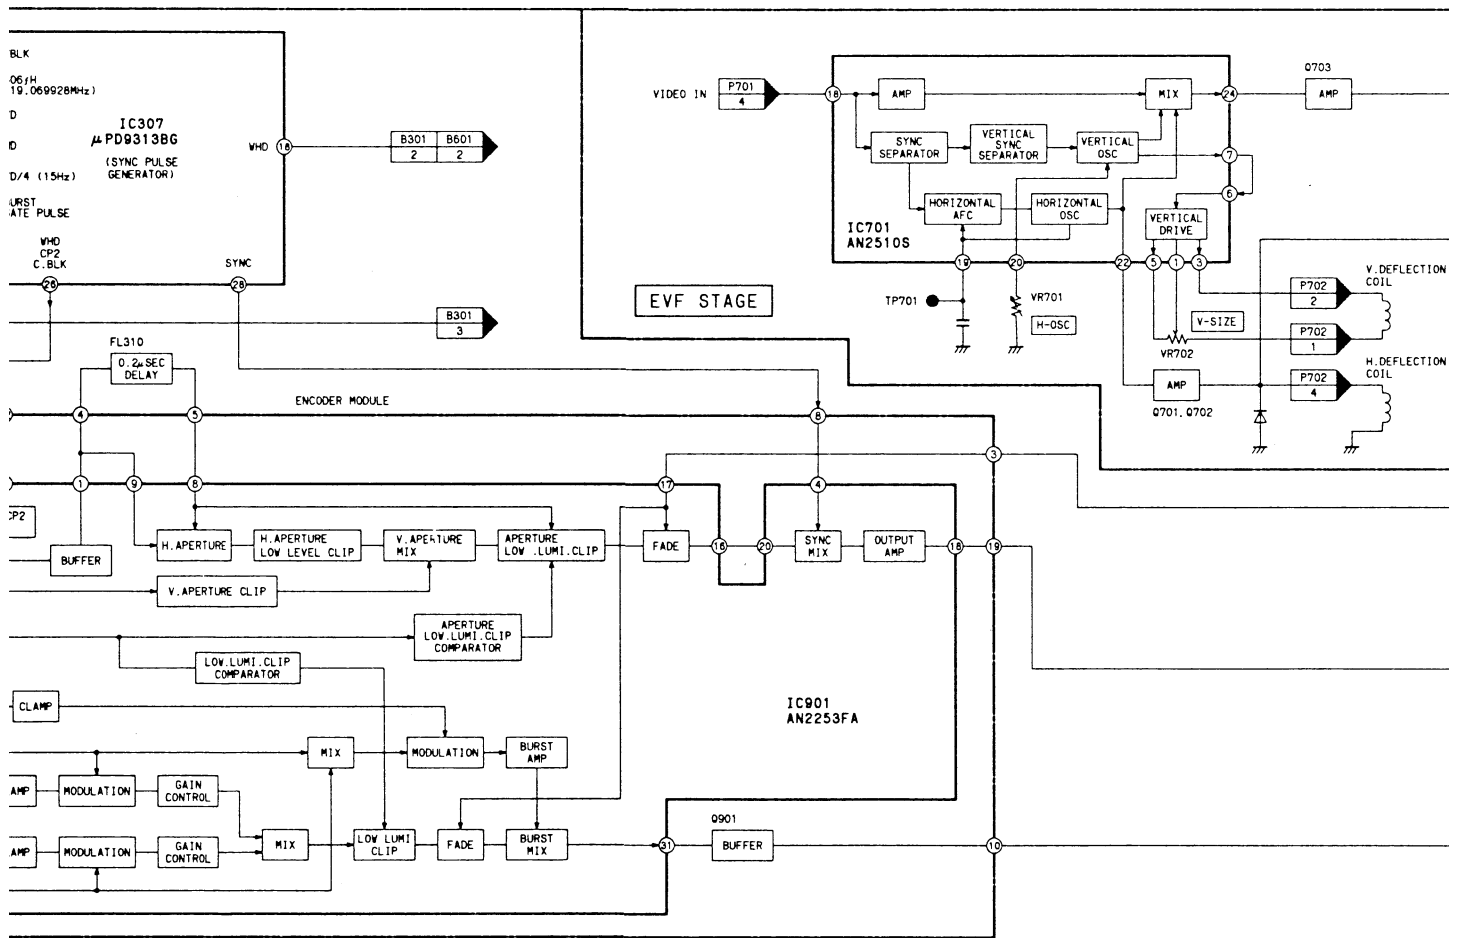 BLK
06fH
19.069928MHz)
D
IC307
µPD9313BG
(SYNC PULSE
GENERATOR)
D/4 (15Hz)
URST
ATE PULSE
WHD
CP2
C.BLK
26
SYNC
28
WHD
16
B301
2
B601
2
B301
3
EVF STAGE
VIDEO IN
P701
4
18
AMP
MIX
24
Q703
AMP
SYNC
SEPARATOR
VERTICAL
SYNC
SEPARATOR
VERTICAL
OSC
7
6
HORIZONTAL
AFC
HORIZONTAL
OSC
VERTICAL
DRIVE
IC701
AN2510S
19
20
22
5
1
3
TP701
VR701
H-OSC
V-SIZE
VR702
P702
2
V.DEFLECTION
COIL
P702
1
AMP
Q701.Q702
P702
4
H.DEFLECTION
COIL
FL310
0.2µSEC
DELAY
ENCODER MODULE
4
5
8
3
1
9
8
17
4
CP2
BUFFER
H.APERTURE
H.APERTURE
LOW LEVEL CLIP
V.APERTURE
MIX
APERTURE
LOW .LUMI.CLIP
FADE
16
20
SYNC
MIX
OUTPUT
AMP
18
19
V.APERTURE CLIP
APERTURE
LOW.LUMI.CLIP
COMPARATOR
LOW.LUMI.CLIP
COMPARATOR
IC901
AN2253FA
CLAMP
MIX
MODULATION
BURST
AMP
AMP
MODULATION
GAIN
CONTROL
AMP
MODULATION
GAIN
CONTROL
MIX
LOW LUMI
CLIP
FADE
BURST
MIX
31
Q901
BUFFER
10